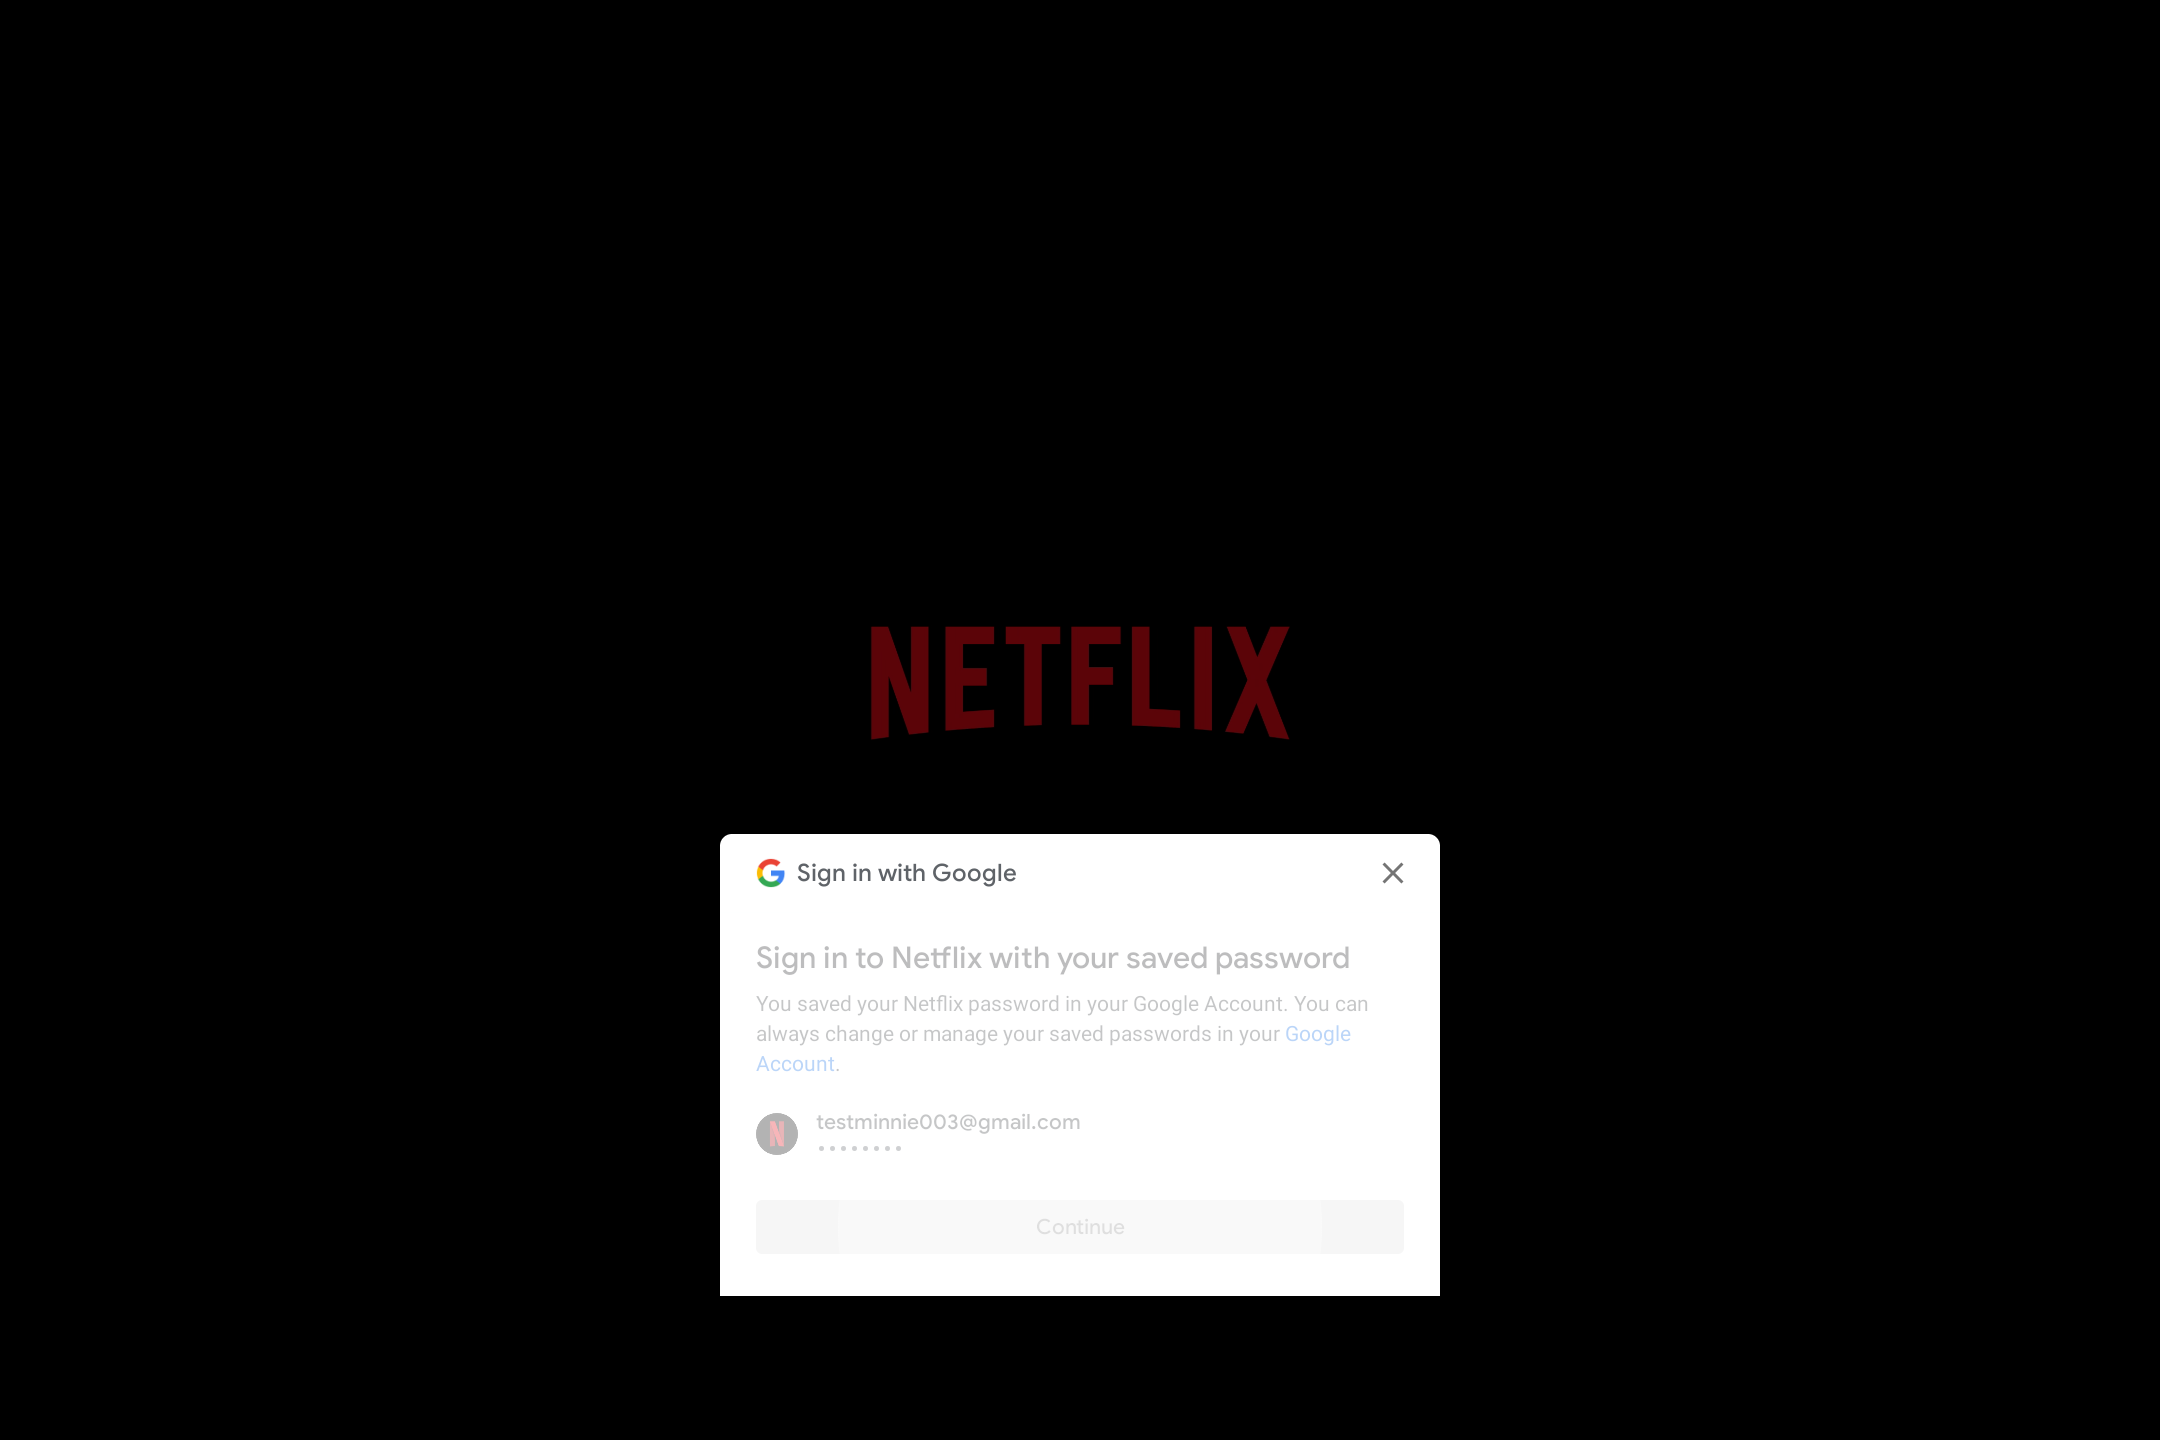 NETFLIX
Sign in with Google
Sign in to Netflix with your saved password
You saved your Netflix password in your Google Account. You can
always change or manage your saved passwords in your Google
Account.
N
testminnie003@gmail.com
••••••••
Continue